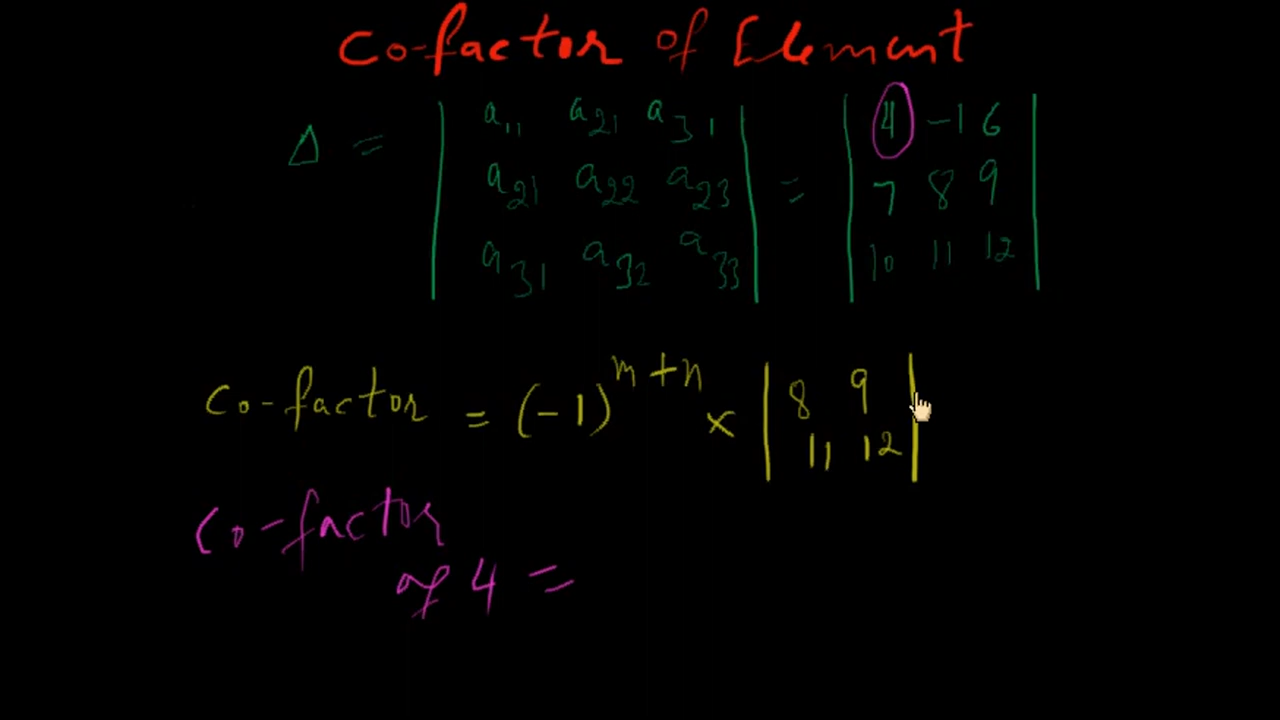 Co-factor of Element
Δ = | a11 a21 a31 | = | 4 -1 6 |
| a21 a22 a23 | | 7 8 9 |
| a31 a32 a33 | | 10 11 12 |
Co-factor = (-1)^m+n × | 8 9 |
| 11 12 |
Co-factor
of 4 =